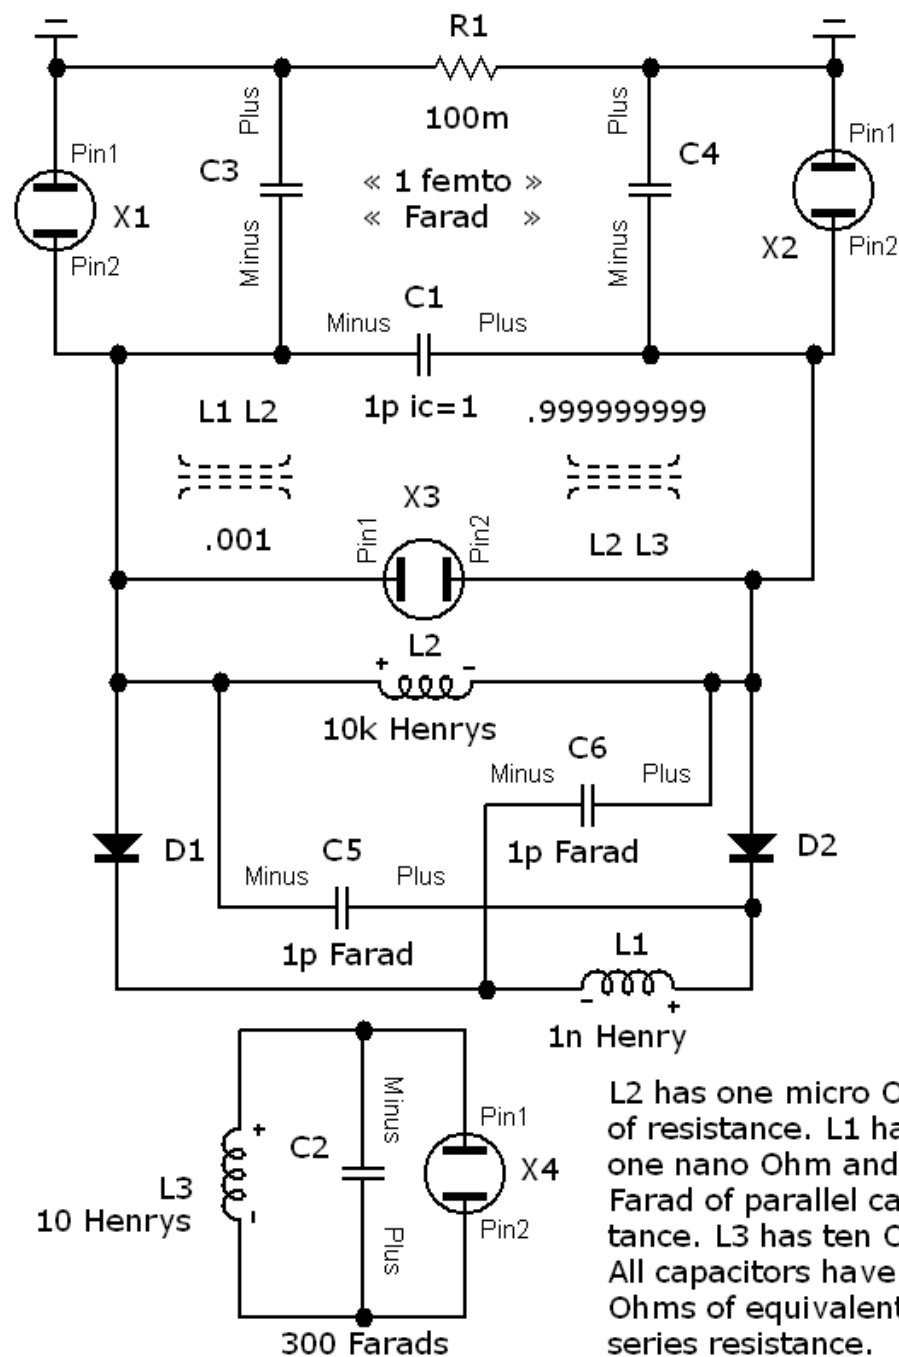 R1
100m
Plus
Plus
Pin1
Pin1
C3
C4
« 1 femto »
« Farad »
X1
X2
Minus
Minus
Pin2
Pin2
C1
Minus
Plus
1p ic=1
L1 L2
.999999999
X3
Pin1
Pin2
.001
L2 L3
L2
+
-
10k Henrys
C6
Minus
Plus
D1
C5
1p Farad
D2
Minus
Plus
1p Farad
L1
-
+
1n Henry
Minus
Pin1
+
C2
X4
L3
10 Henrys
-
Plus
Pin2
300 Farads
L2 has one micro
of resistance. L1
one nano Ohm and
Farad of parallel
tance. L3 has ten
All capacitors have
Ohms of equivalent
series resistance.